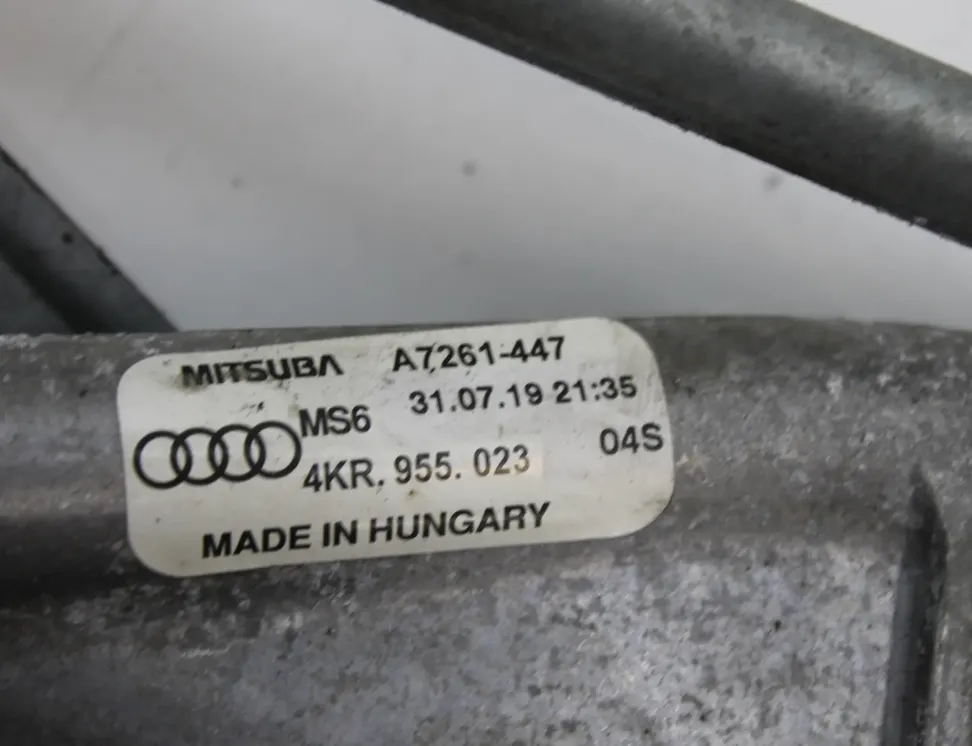 MITSUBA A7261-447
MS6 31.07.19 21:35
4KR. 955. 023 04S
MADE IN HUNGARY